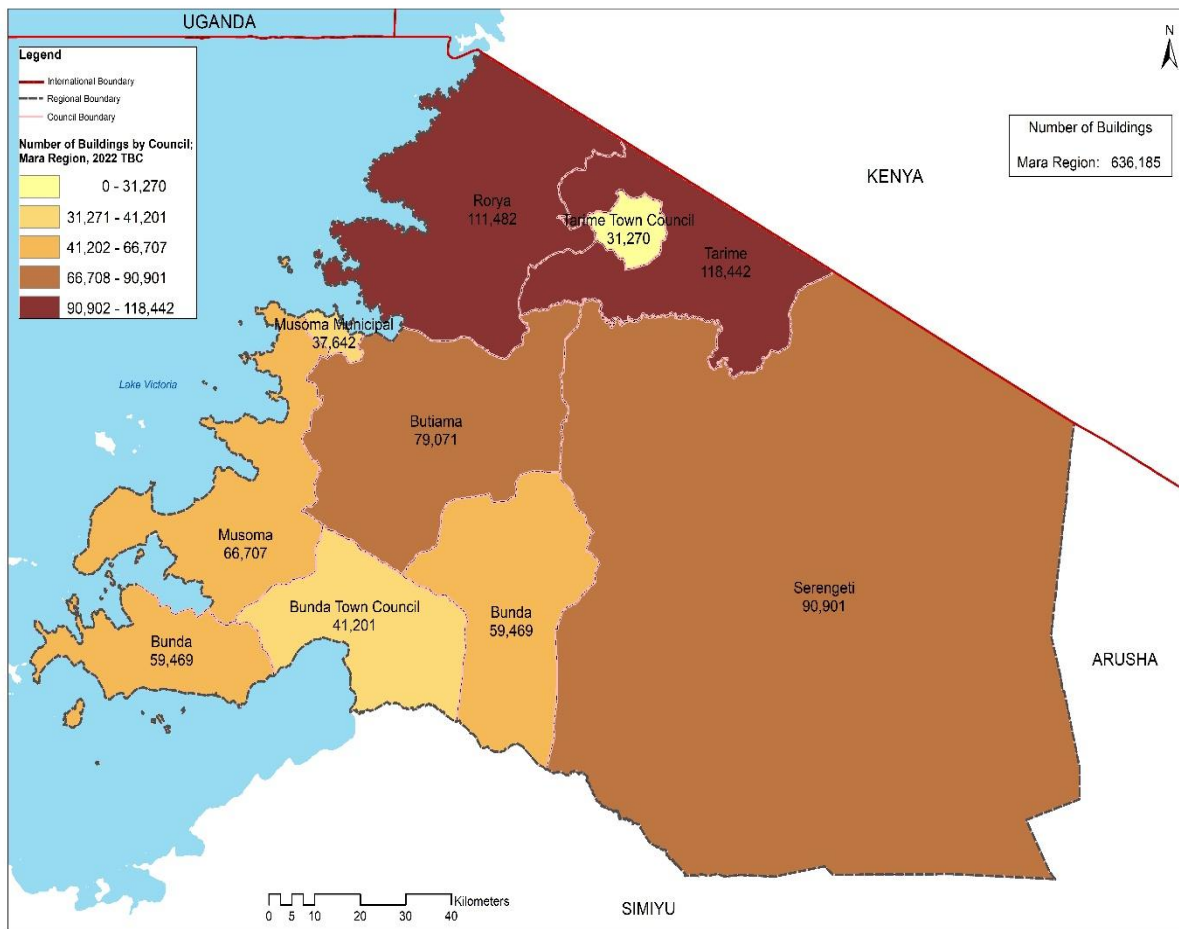 UGANDA
N
Legend
International Boundary
Regional Boundary
Council Boundary
Number of Buildings by Council;
Mara Region, 2022 TBC
0 - 31,270
31,271 - 41,201
41,202 - 66,707
66,708 - 90,901
90,902 - 118,442
Number of Buildings
Mara Region: 636,185
KENYA
Rorya
111,482
Tarime Town Council
31,270
Tarime
118,442
Musoma Municipal
37,642
Lake Victoria
Butiama
79,071
Musoma
66,707
Serengeti
90,901
Bunda Town Council
41,201
Bunda
59,469
Bunda
59,469
ARUSHA
Kilometers
0 5 10 20 30 40
SIMIYU